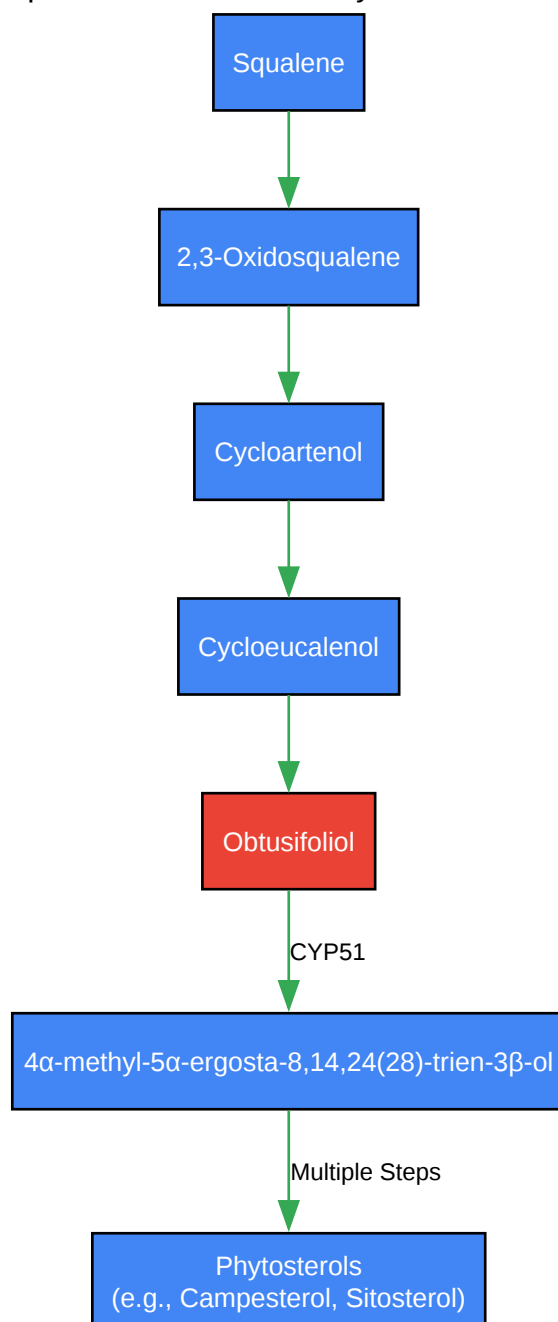 Squalene
2,3-Oxidosqualene
Cycloartenol
Cycloeucalenol
Obtusifoliol
CYP51
4α-methyl-5α-ergosta-8,14,24(28)-trien-3β-ol
Multiple Steps
Phytosterols
(e.g., Campesterol, Sitosterol)